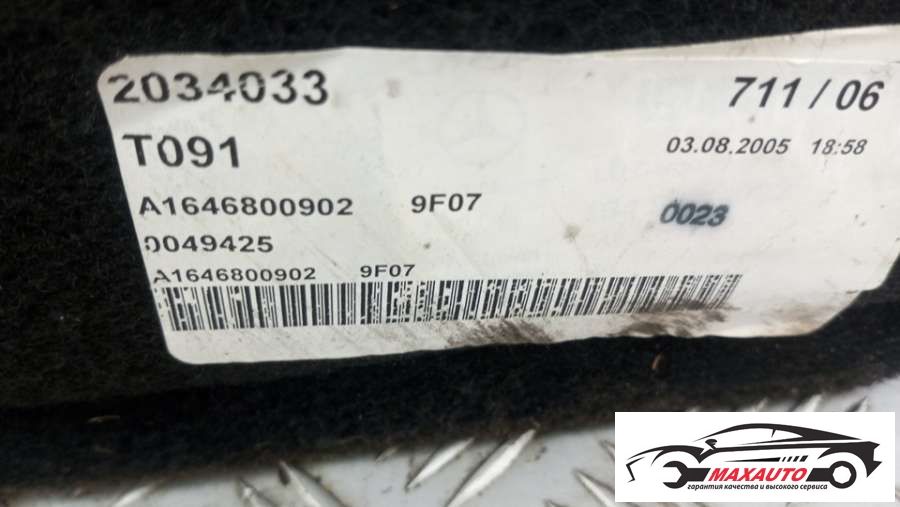 2034033
711 / 06
T091
03.08.2005 18:58
A1646800902 9F07
0023
0049425
A1646800902 9F07
MAXAUTO
гарантия качества и высокого сервиса